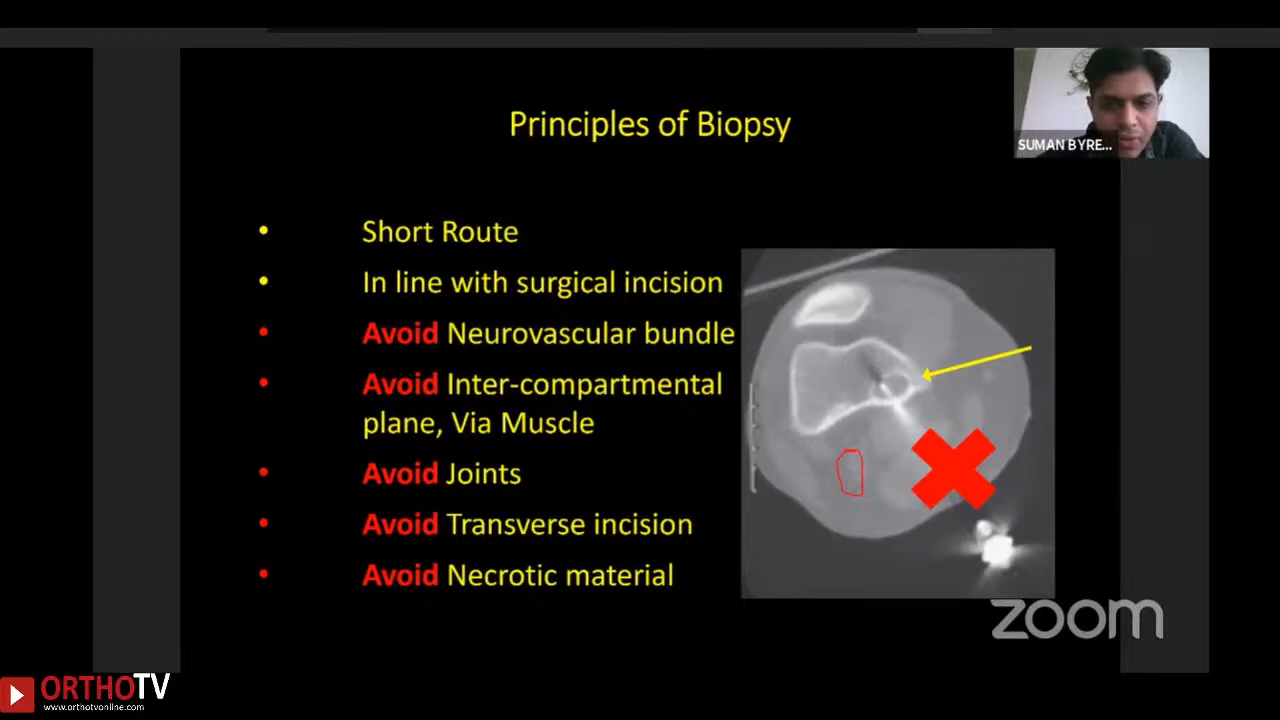 Principles of Biopsy
SUMAN BYRE...
• Short Route
• In line with surgical incision
• Avoid Neurovascular bundle
• Avoid Inter-compartmental
plane, Via Muscle
• Avoid Joints
• Avoid Transverse incision
• Avoid Necrotic material
zoom
ORTHOTV
www.orthotvonline.com